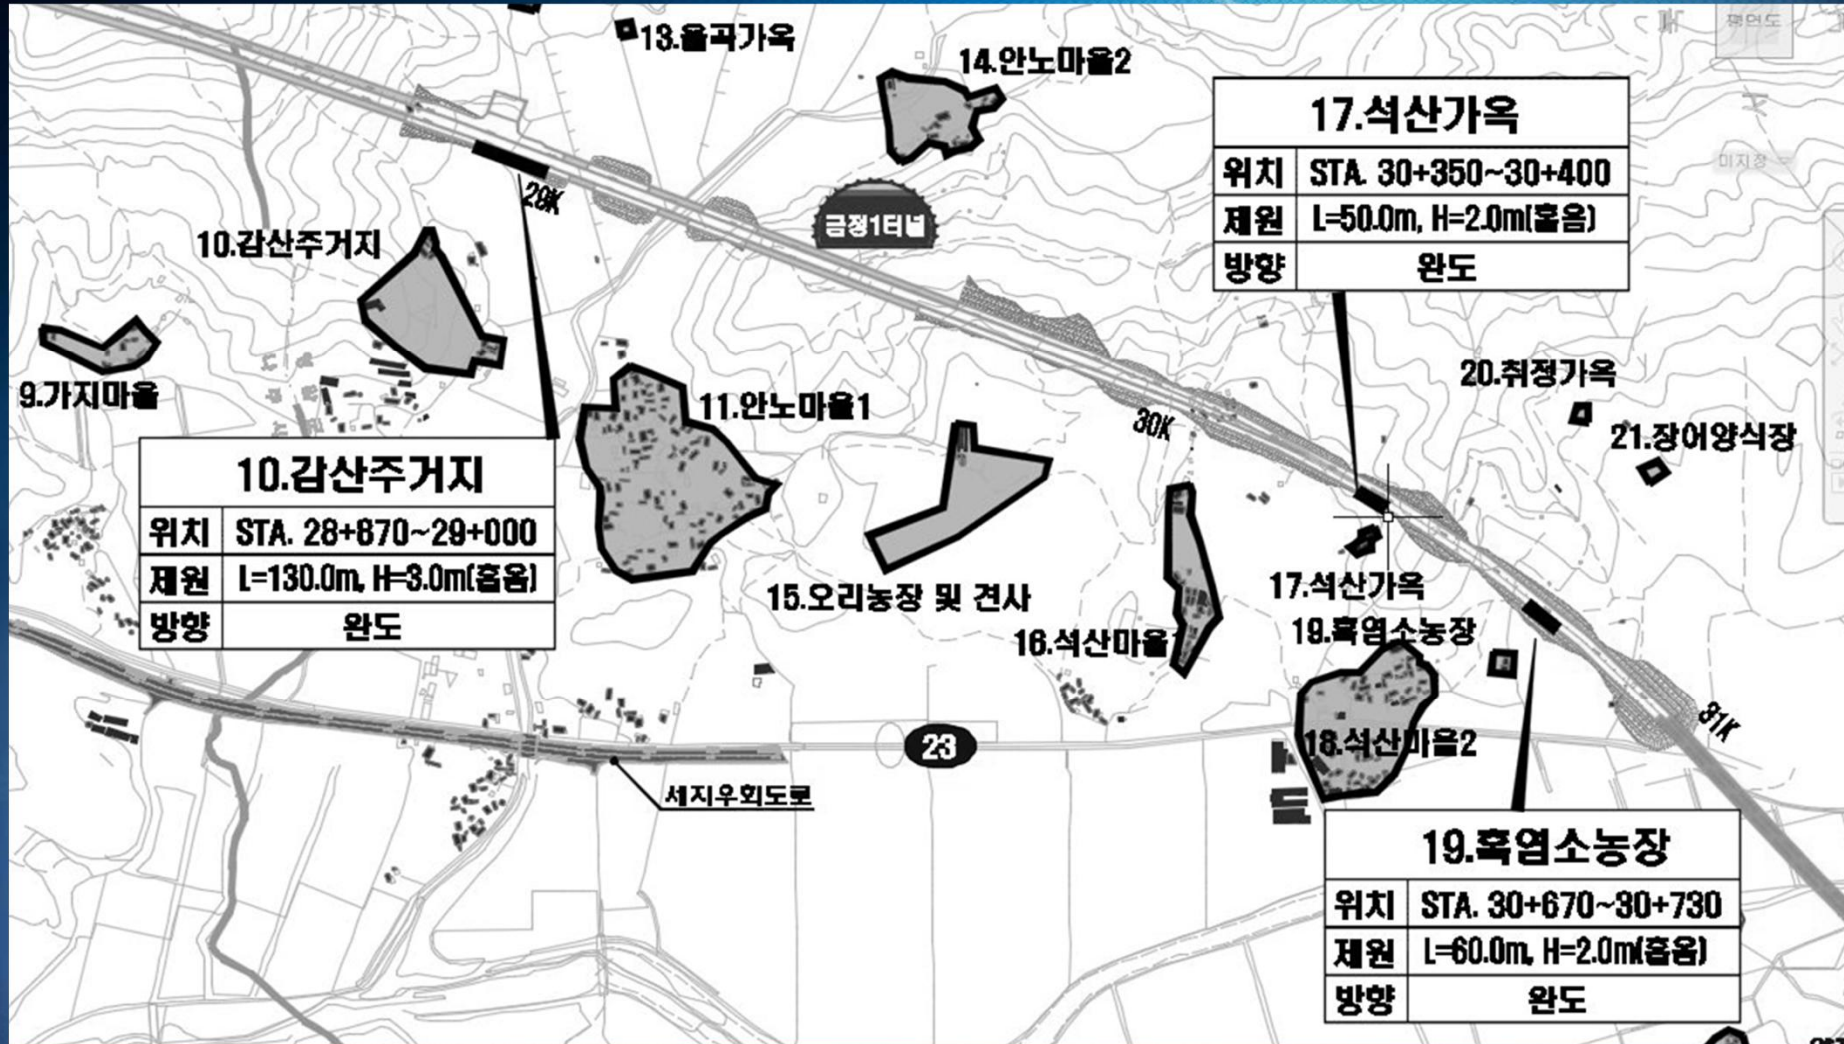 평면도
13.율곡가옥
14.안노마을2
17.석산가옥
위치 STA. 30+350~30+400
제원 L=50.0m, H=2.0m(흡음)
방향 완도
미지정
29K
금정1터널
10.감산주거지
9.가지마을
20.취정가옥
21.장어양식장
11.안노마을1
30K
10.감산주거지
위치 STA. 28+870~29+000
제원 L=130.0m, H=3.0m(흡음)
방향 완도
15.오리농장 및 견사
17.석산가옥
16.석산마을
19.흑염소농장
31K
23
18.석산마을2
세지우회도로
19.흑염소농장
위치 STA. 30+670~30+730
제원 L=60.0m, H=2.0m(흡음)
방향 완도